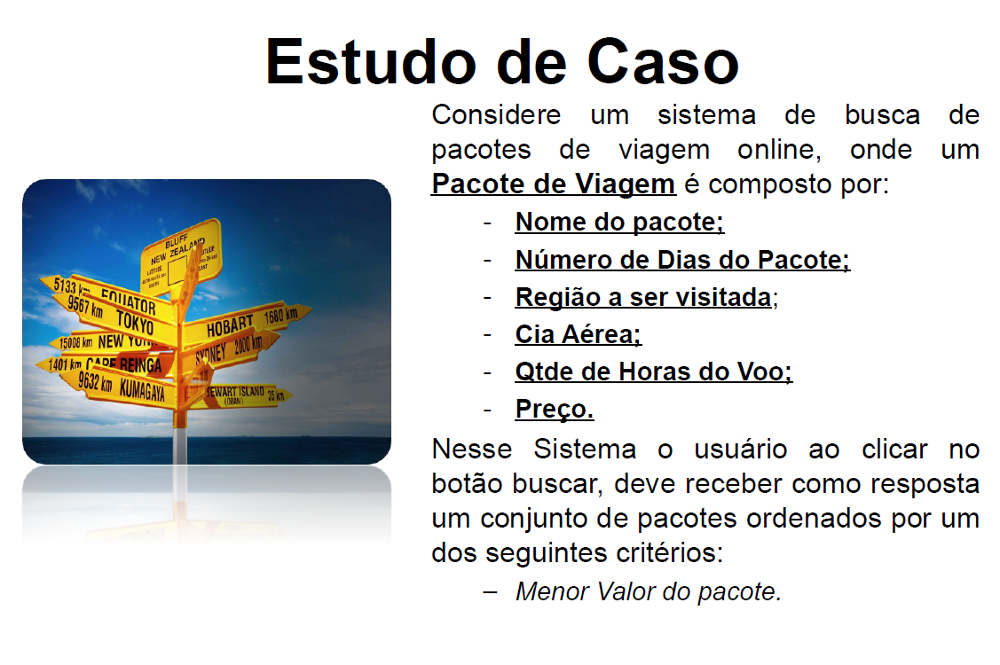 Estudo de Caso
Considere um sistema de busca de
pacotes de viagem online, onde um
Pacote de Viagem é composto por:
- Nome do pacote;
- Número de Dias do Pacote;
- Região a ser visitada;
- Cia Aérea;
- Qtde de Horas do Voo;
- Preço.
Nesse Sistema o usuário ao clicar no
botão buscar, deve receber como resposta
um conjunto de pacotes ordenados por um
dos seguintes critérios:
– Menor Valor do pacote.
BLUFF
NEW ZEALAND
LATITUDE
SOUTH
EAST
5133 km EQUATOR
9567 km TOKYO
15008 km NEW YORK
1401 km CAPE REINGA
9632 km KUMAGAYA
HOBART 1680 km
SYDNEY 2000 km
STEWART ISLAND
(OBAN) 35 km